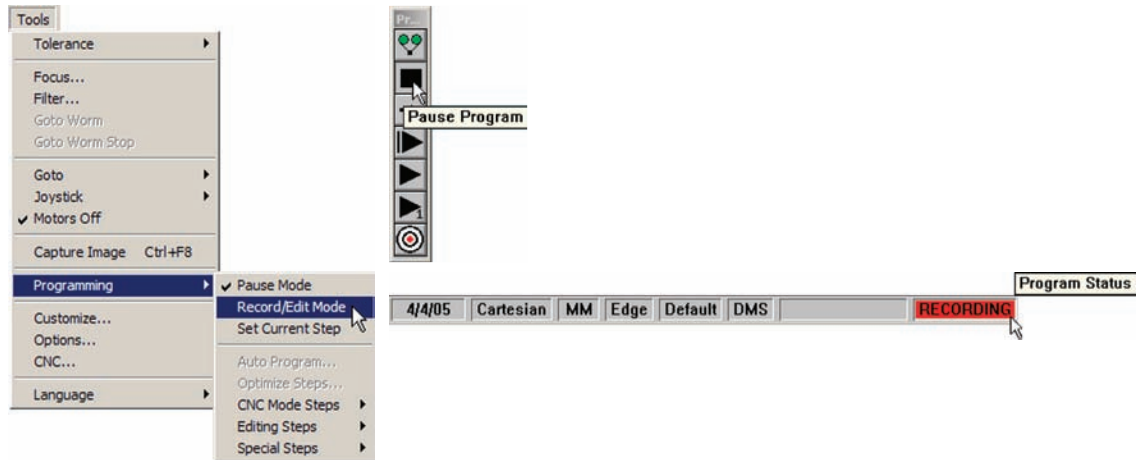 Tools
Tolerance
Focus...
Filter...
Goto Worm
Goto Worm Stop
Goto
Joystick
Motors Off
Capture Image Ctrl+F8
Programming
Customize...
Options...
CNC...
Language
Pause Mode
Record/Edit Mode
Set Current Step
Auto Program...
Optimize Steps...
CNC Mode Steps
Editing Steps
Special Steps
Pr...
Pause Program
1
Program Status
4/4/05 Cartesian MM Edge Default DMS RECORDING